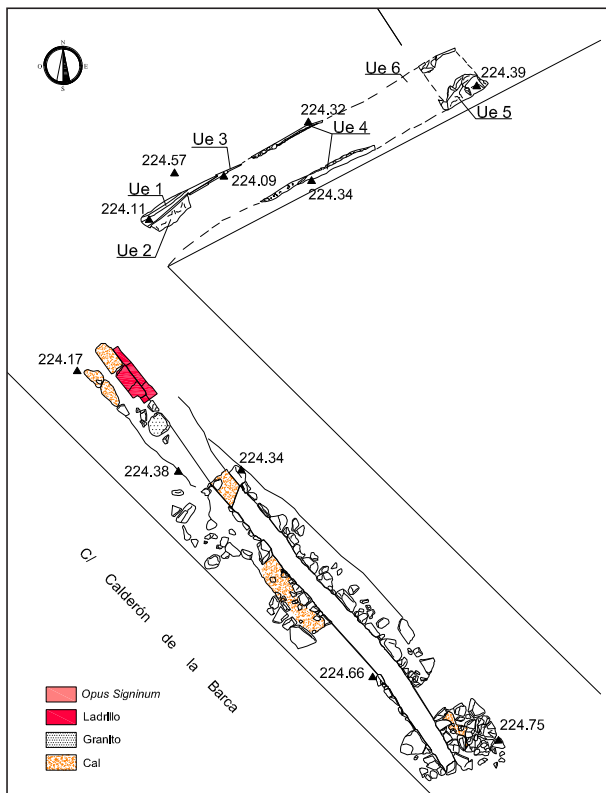 N
O E
S
Ue 6
224.39
Ue 5
224.32
Ue 4
Ue 3
224.57
224.09
224.34
Ue 1
224.11
Ue 2
224.17
224.38
224.34
C/ Calderón de la Barca
224.66
224.75
Opus Signinum
Ladrillo
Granito
Cal